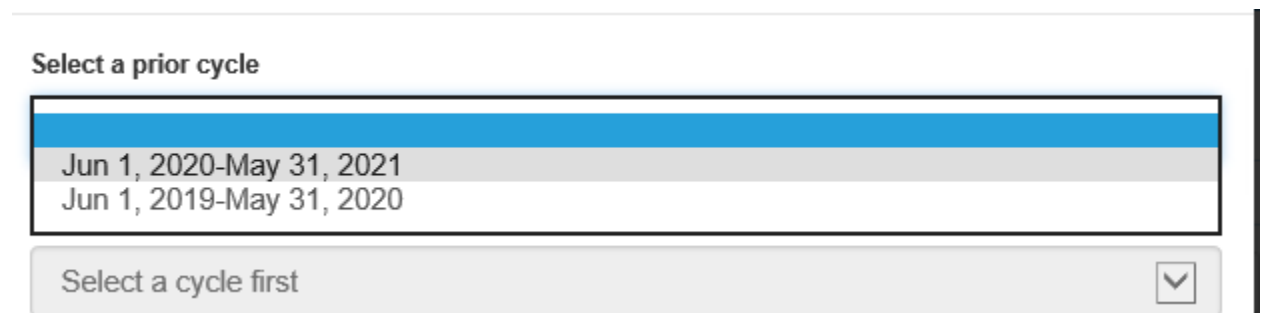 Select a prior cycle
Jun 1, 2020-May 31, 2021
Jun 1, 2019-May 31, 2020
Select a cycle first